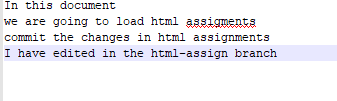 In this document
we are going to load html assigments
commit the changes in html assignments
I have edited in the html-assign branch